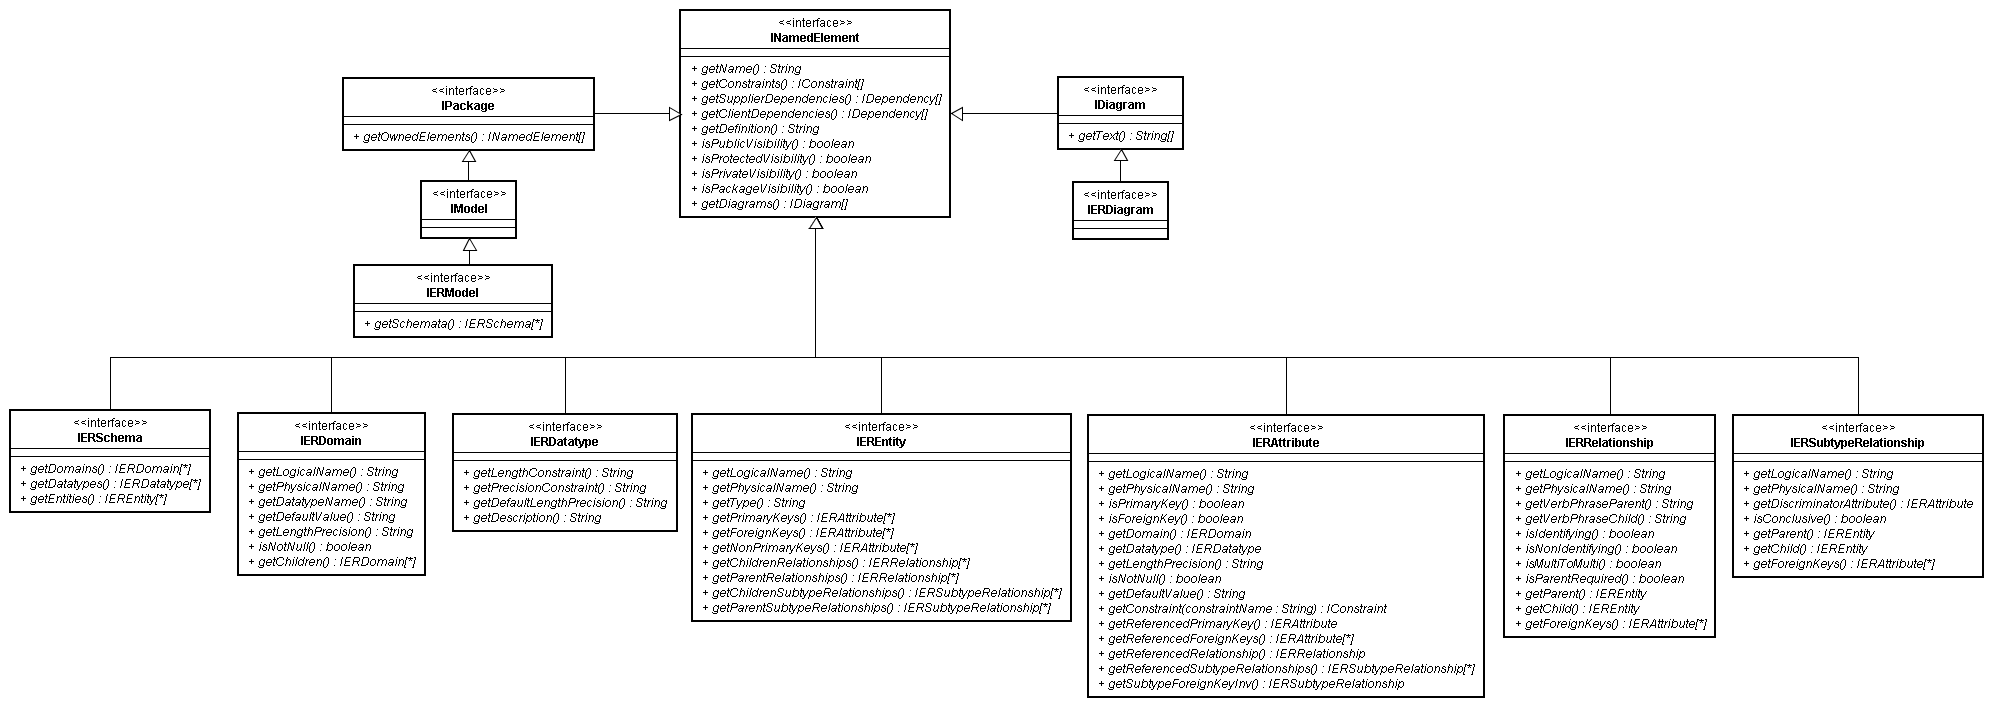 <<interface>>
INamedElement
+ getName() : String
+ getConstraints() : IConstraint[]
+ getSupplierDependencies() : IDependency[]
+ getClientDependencies() : IDependency[]
+ getDefinition() : String
+ isPublicVisibility() : boolean
+ isProtectedVisibility() : boolean
+ isPrivateVisibility() : boolean
+ isPackageVisibility() : boolean
+ getDiagrams() : IDiagram[]
<<interface>>
IPackage
+ getOwnedElements() : INamedElement[]
<<interface>>
IDiagram
+ getText() : String[]
<<interface>>
IModel
<<interface>>
IERDiagram
<<interface>>
IERModel
+ getSchemata() : IERSchema[*]
<<interface>>
IERSchema
+ getDomains() : IERDomain[*]
+ getDatatypes() : IERDatatype[*]
+ getEntities() : IEREntity[*]
<<interface>>
IERDomain
+ getLogicalName() : String
+ getPhysicalName() : String
+ getDatatypeName() : String
+ getDefaultValue() : String
+ getLengthPrecision() : String
+ isNotNull() : boolean
+ getChildren() : IERDomain[*]
<<interface>>
IERDatatype
+ getLengthConstraint() : String
+ getPrecisionConstraint() : String
+ getDefaultLengthPrecision() : String
+ getDescription() : String
<<interface>>
IEREntity
+ getLogicalName() : String
+ getPhysicalName() : String
+ getType() : String
+ getPrimaryKeys() : IERAttribute[*]
+ getForeignKeys() : IERAttribute[*]
+ getNonPrimaryKeys() : IERAttribute[*]
+ getChildrenRelationships() : IERRelationship[*]
+ getParentRelationships() : IERRelationship[*]
+ getChildrenSubtypeRelationships() : IERSubtypeRelationship[*]
+ getParentSubtypeRelationships() : IERSubtypeRelationship[*]
<<interface>>
IERAttribute
+ getLogicalName() : String
+ getPhysicalName() : String
+ isPrimaryKey() : boolean
+ isForeignKey() : boolean
+ getDomain() : IERDomain
+ getDatatype() : IERDatatype
+ getLengthPrecision() : String
+ isNotNull() : boolean
+ getDefaultValue() : String
+ getConstraint(constraintName : String) : IConstraint
+ getReferencedPrimaryKey() : IERAttribute
+ getReferencedForeignKeys() : IERAttribute[*]
+ getReferencedRelationship() : IERRelationship
+ getReferencedSubtypeRelationships() : IERSubtypeRelationship[*]
+ getSubtypeForeignKeyInv() : IERSubtypeRelationship
<<interface>>
IERRelationship
+ getLogicalName() : String
+ getPhysicalName() : String
+ getVerbPhraseParent() : String
+ getVerbPhraseChild() : String
+ isIdentifying() : boolean
+ isNonIdentifying() : boolean
+ isMultiToMulti() : boolean
+ isParentRequired() : boolean
+ getParent() : IEREntity
+ getChild() : IEREntity
+ getForeignKeys() : IERAttribute[*]
<<interface>>
IERSubtypeRelationship
+ getLogicalName() : String
+ getPhysicalName() : String
+ getDiscriminatorAttribute() : IERAttribute
+ isConclusive() : boolean
+ getParent() : IEREntity
+ getChild() : IEREntity
+ getForeignKeys() : IERAttribute[*]